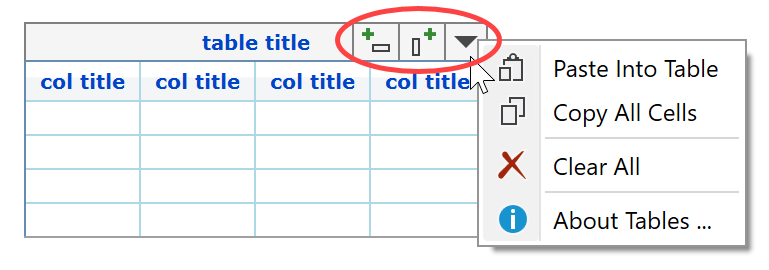 table title
col title col title col title col title
Paste Into Table
Copy All Cells
Clear All
About Tables ...